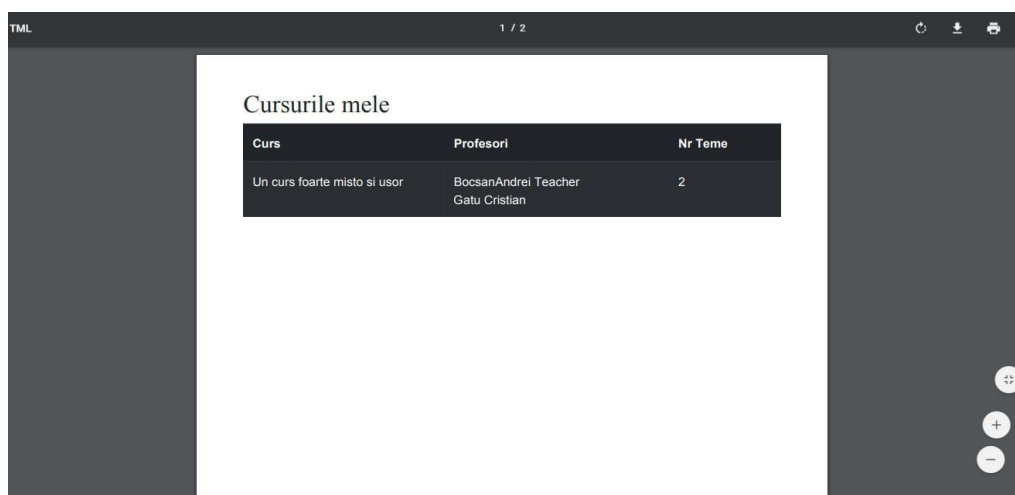 TML
1 / 2
Cursurile mele
Curs Profesori Nr Teme
Un curs foarte misto si usor BocsanAndrei Teacher 2
Gatu Cristian